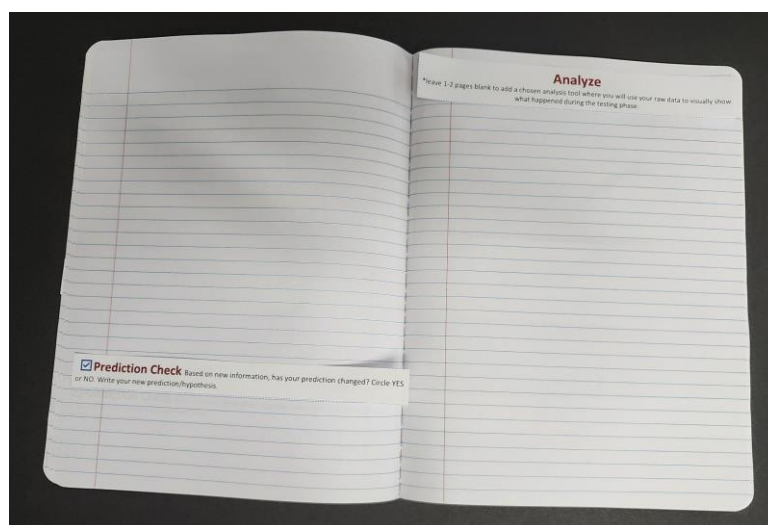 Prediction Check Based on new information, has your prediction changed? Circle YES
or NO. Write your new prediction/hypothesis.
Analyze
*leave 1-2 pages blank to add a chosen analysis tool where you will use your raw data to visually show
what happened during the testing phase